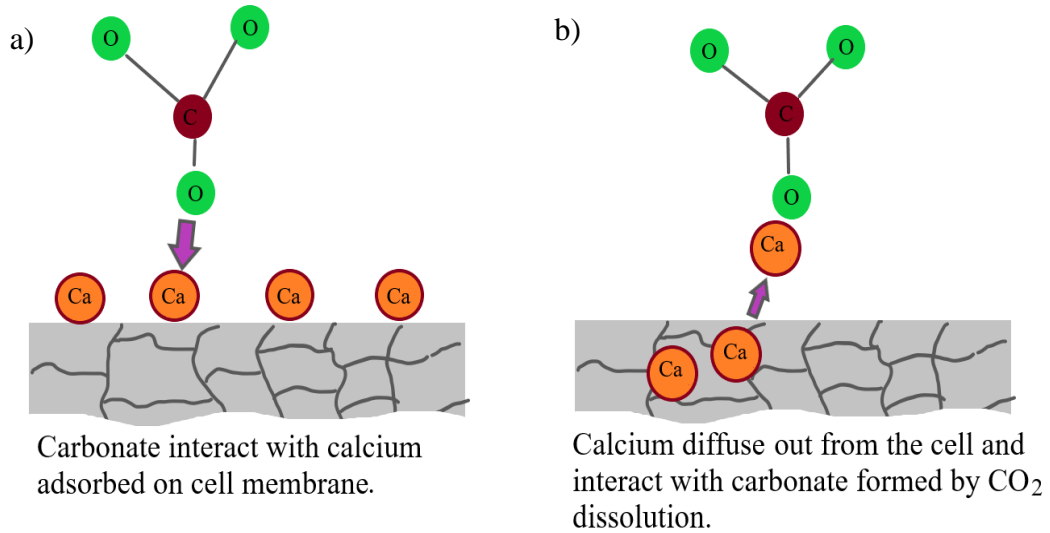 a)
O
O
C
O
Ca
Ca
Ca
Ca
Carbonate interact with calcium
adsorbed on cell membrane.
b)
O
O
C
O
Ca
Ca
Ca
Calcium diffuse out from the cell and
interact with carbonate formed by CO₂
dissolution.